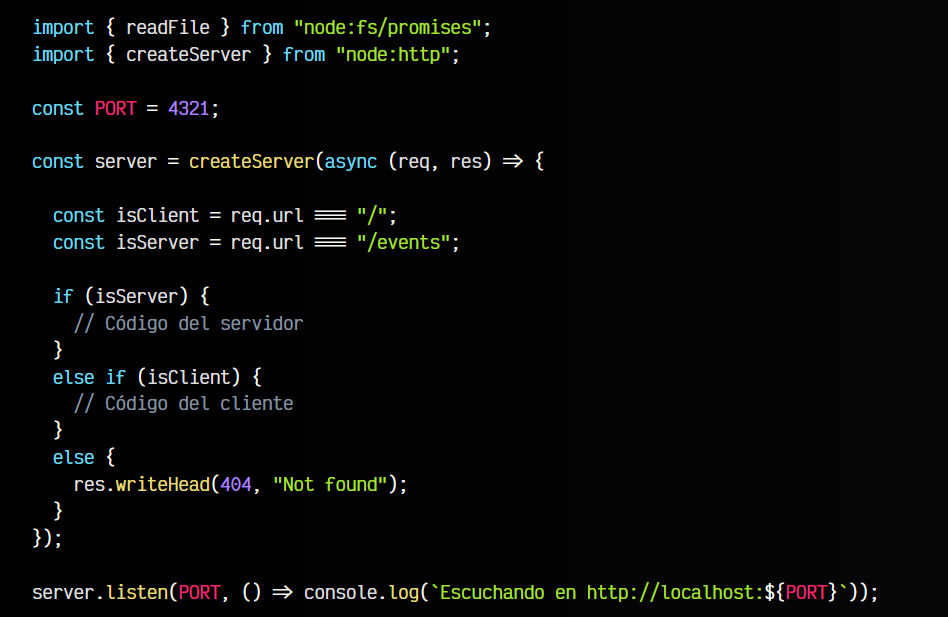 import { readFile } from "node:fs/promises";
import { createServer } from "node:http";
const PORT = 4321;
const server = createServer(async (req, res) => {
const isClient = req.url === "/";
const isServer = req.url === "/events";
if (isServer) {
// Código del servidor
}
else if (isClient) {
// Código del cliente
}
else {
res.writeHead(404, "Not found");
}
});
server.listen(PORT, () => console.log(`Escuchando en http://localhost:${PORT}`));